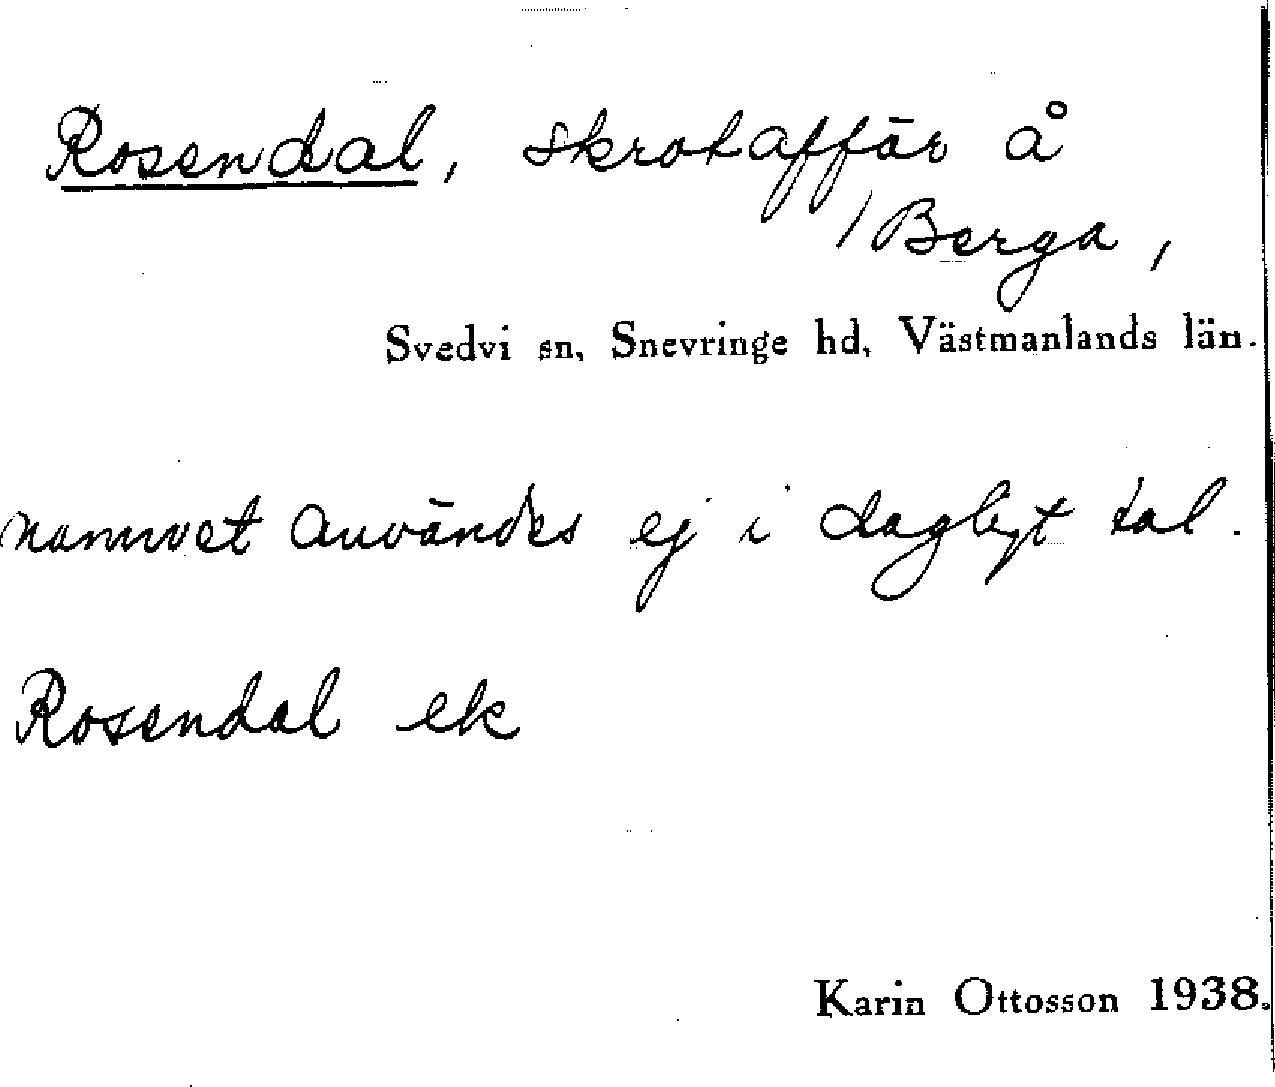 Rosendal, skrotaffär å
/Berga,
Svedvi sn, Snevringe hd, Västmanlands län.
namnet användes ej i dagligt tal.
Rosendal ek
Karin Ottosson 1938.